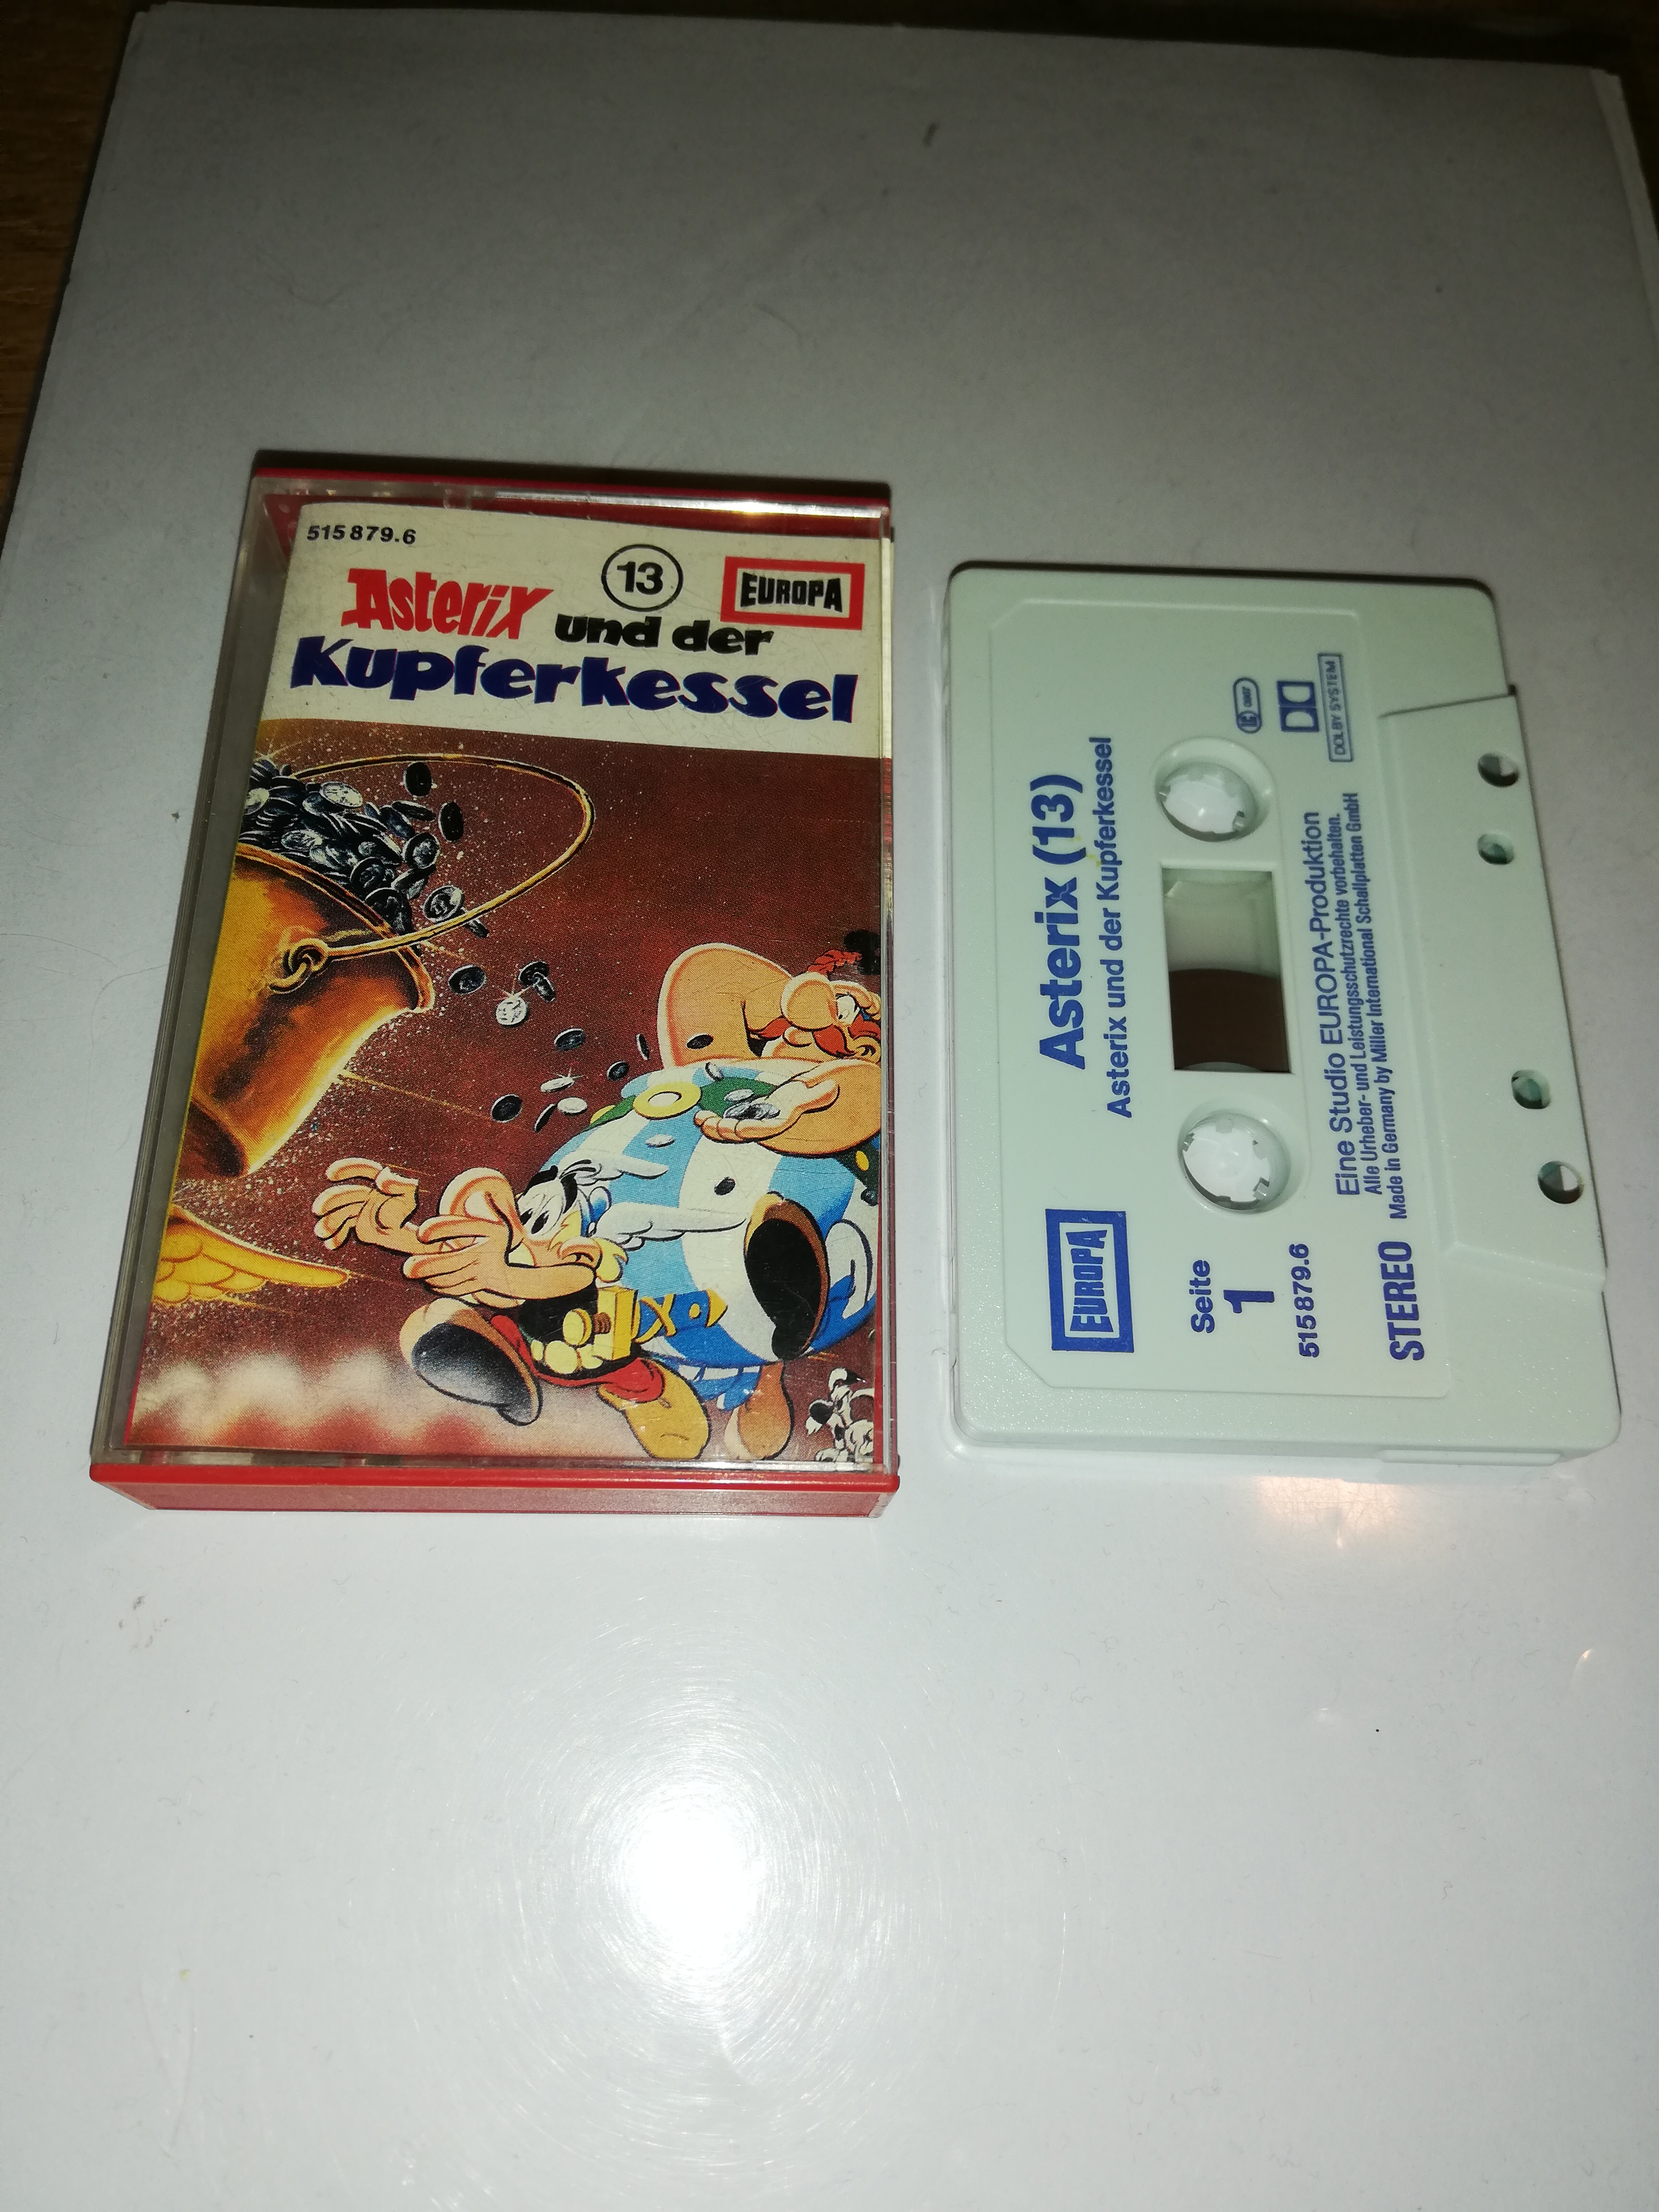 515 879.6
13
EUROPA
Asterix und der
Kupferkessel
Asterix (13)
Asterix und der Kupferkessel
EUROPA
Seite
1
515879.6
STEREO
DOLBY SYSTEM
Eine Studio EUROPA-Produktion
Alle Urheber- und Leistungsschutzrechte vorbehalten.
Made in Germany by Miller International Schallplatten GmbH